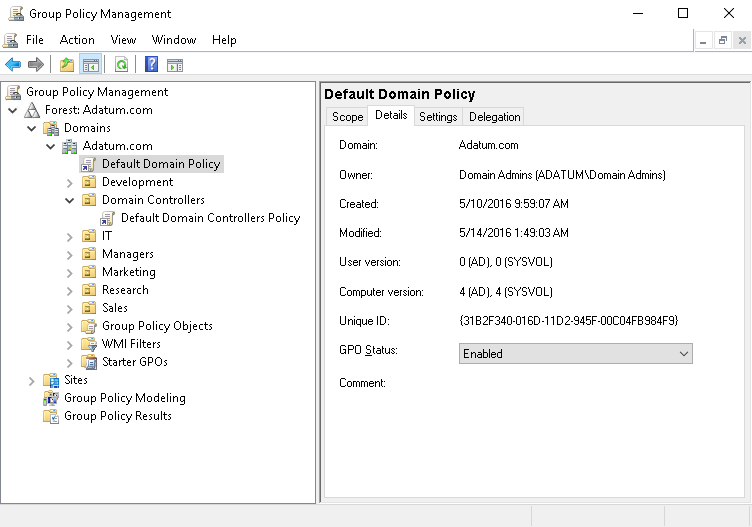 Group Policy Management
File Action View Window Help
Group Policy Management
Forest: Adatum.com
Domains
Adatum.com
Default Domain Policy
Development
Domain Controllers
Default Domain Controllers Policy
IT
Managers
Marketing
Research
Sales
Group Policy Objects
WMI Filters
Starter GPOs
Sites
Group Policy Modeling
Group Policy Results
Default Domain Policy
Scope Details Settings Delegation
Domain: Adatum.com
Owner: Domain Admins (ADATUM\Domain Admins)
Created: 5/10/2016 9:59:07 AM
Modified: 5/14/2016 1:49:03 AM
User version: 0 (AD), 0 (SYSVOL)
Computer version: 4 (AD), 4 (SYSVOL)
Unique ID: {31B2F340-016D-11D2-945F-00C04FB984F9}
GPO Status: Enabled
Comment: